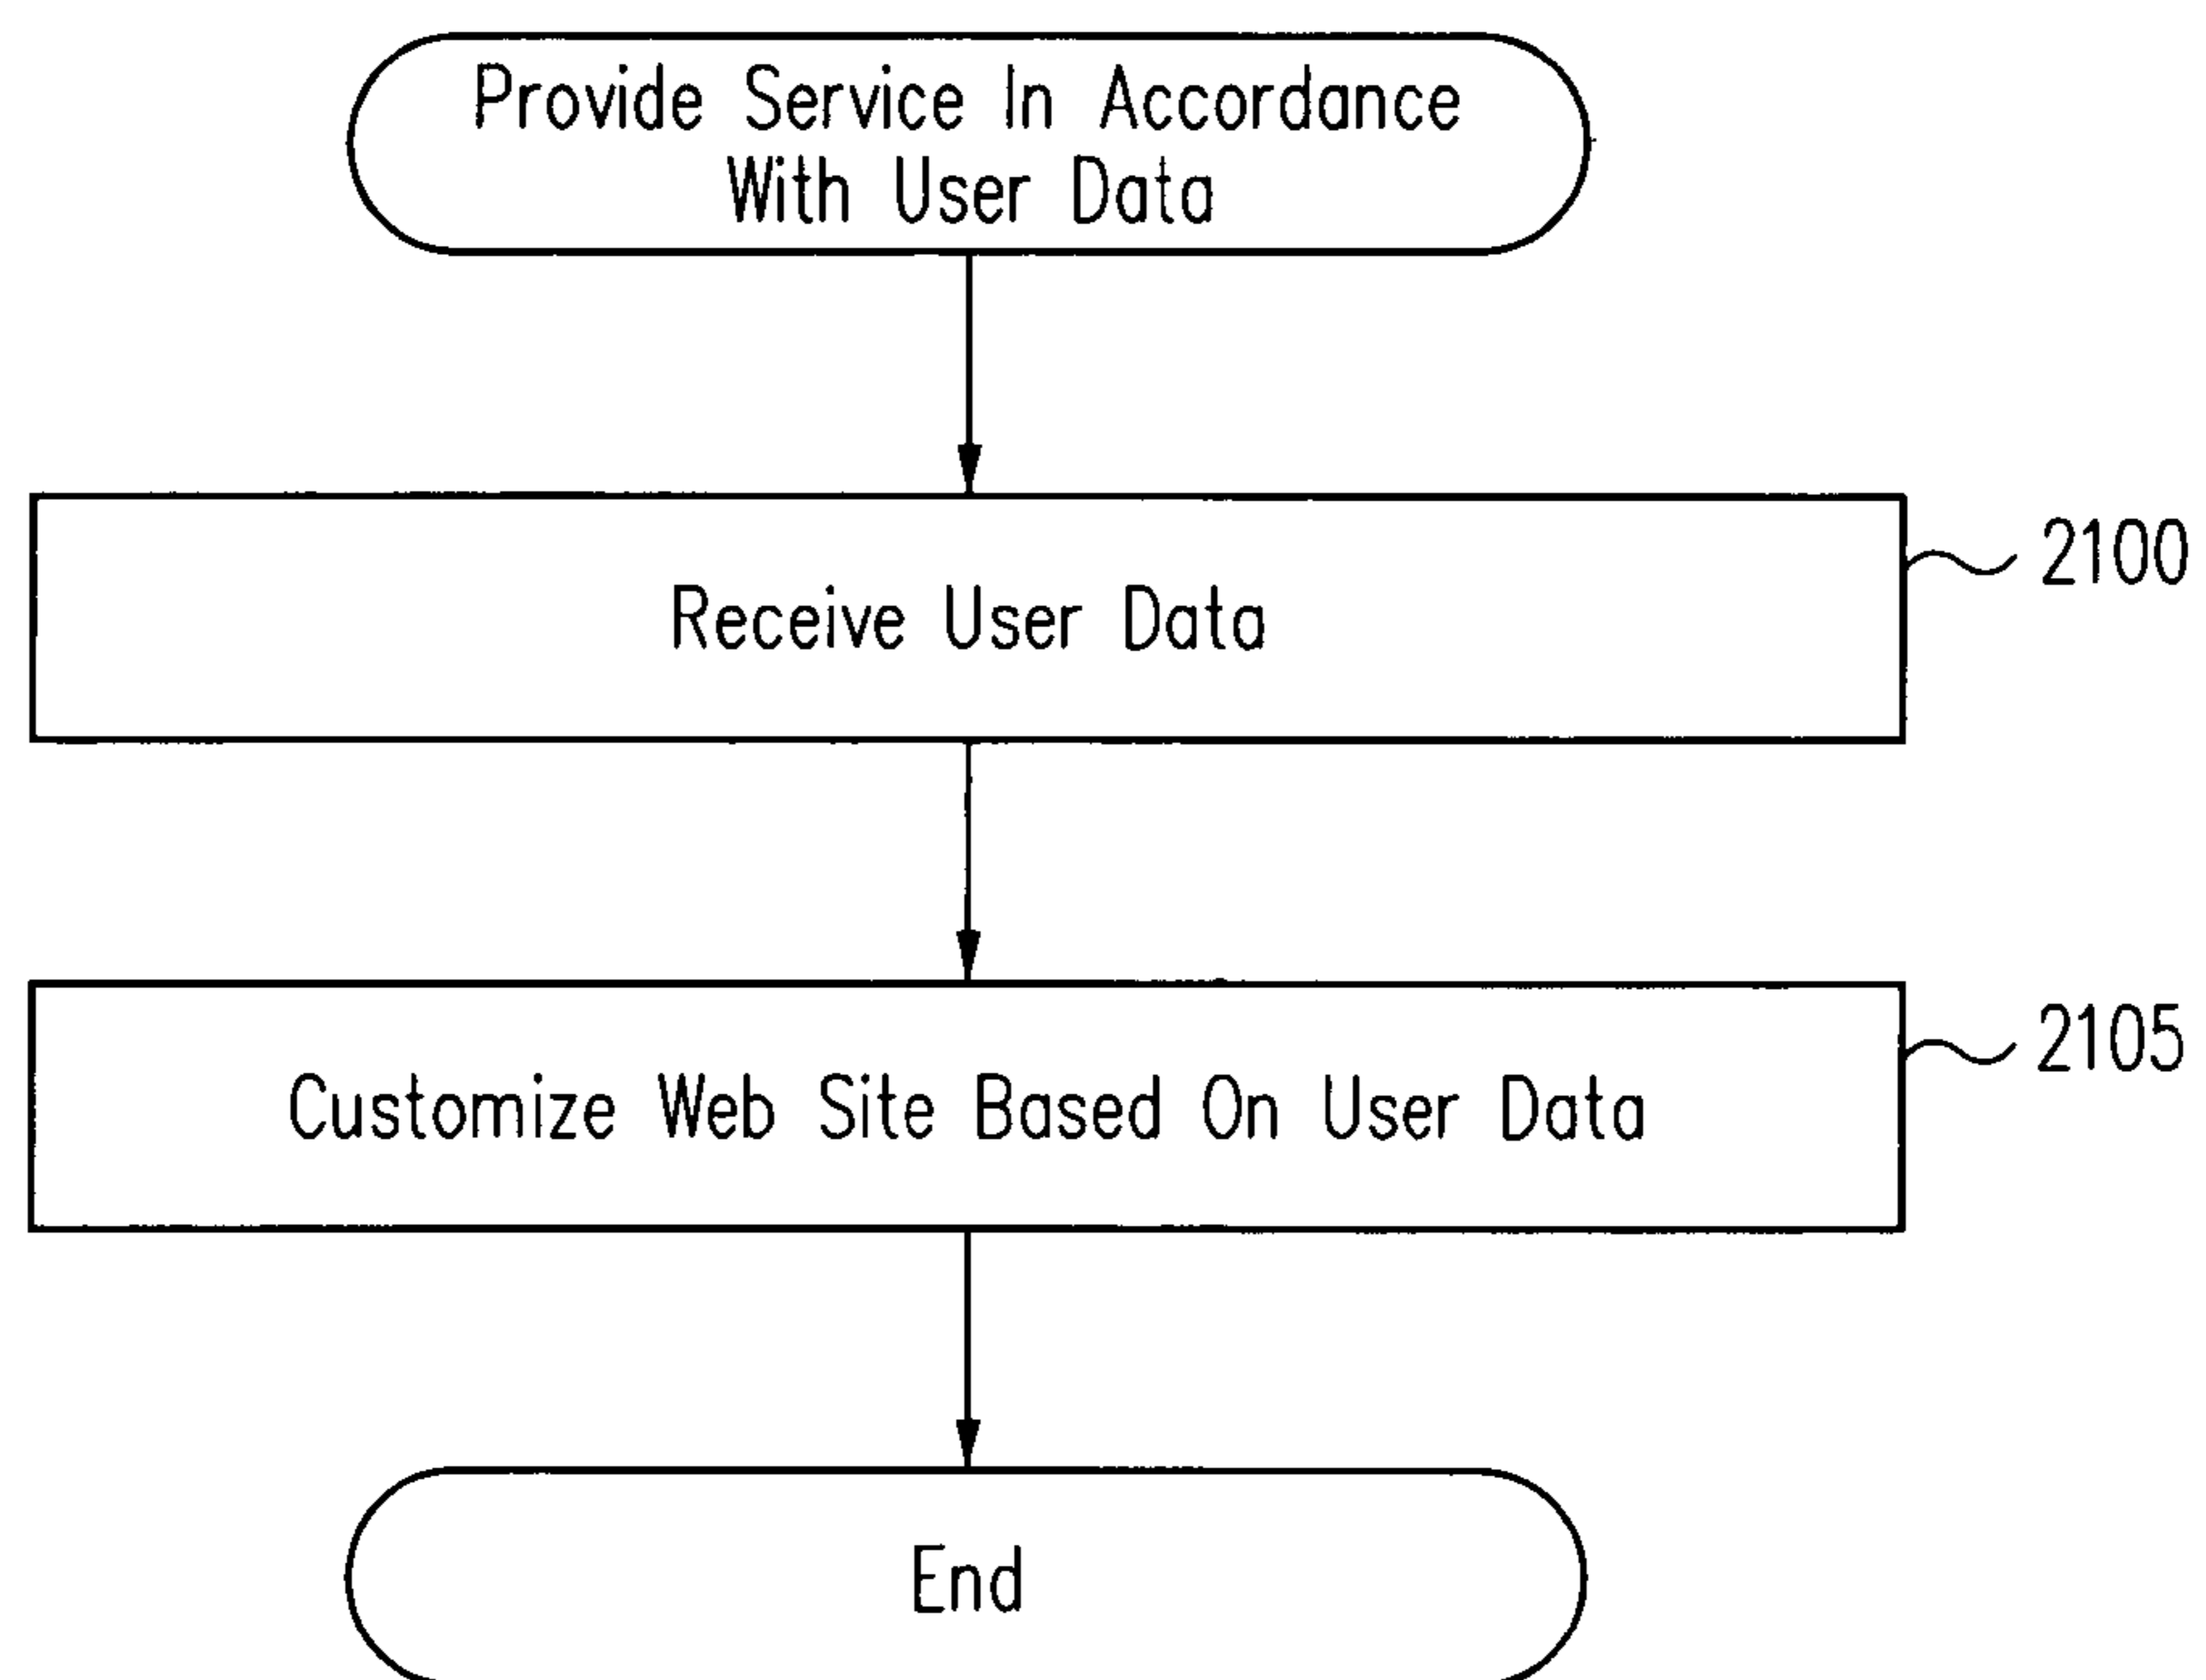 Provide Service In Accordance
With User Data
Receive User Data
2100
Customize Web Site Based On User Data
2105
End